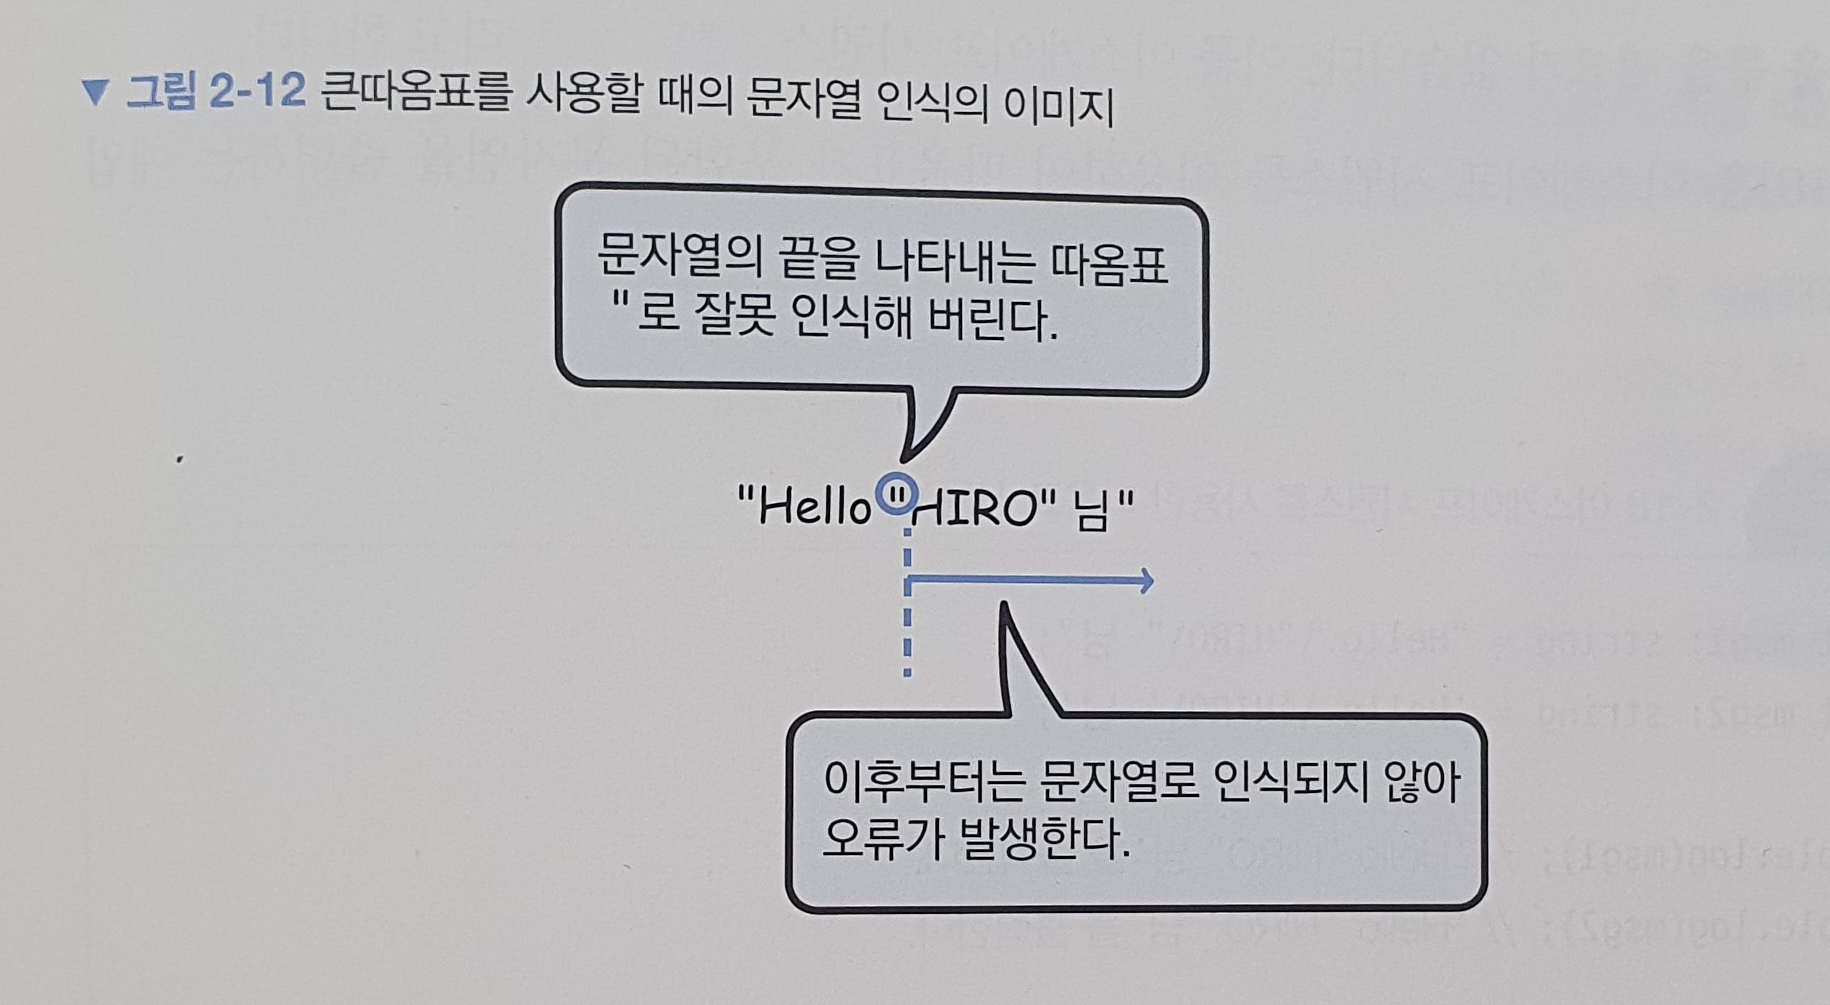 ▼ 그림 2-12 큰따옴표를 사용할 때의 문자열 인식의 이미지
문자열의 끝을 나타내는 따옴표
"로 잘못 인식해 버린다.
"Hello "HIRO" 님"
이후부터는 문자열로 인식되지 않아
오류가 발생한다.